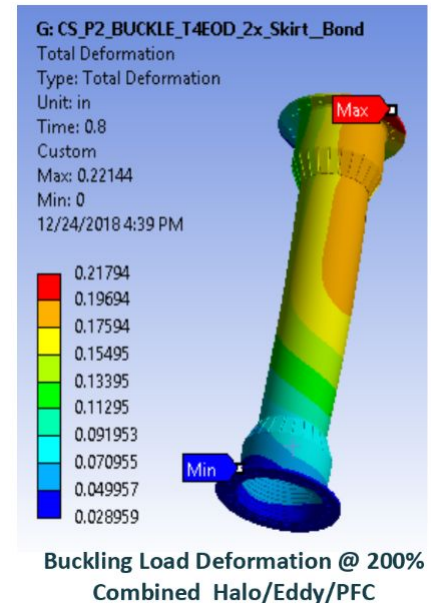 G: CS_P2_BUCKLE_T4EOD_2x_Skirt__Bond
Total Deformation
Type: Total Deformation
Unit: in
Time: 0.8
Custom
Max: 0.22144
Min: 0
12/24/2018 4:39 PM
Max
0.21794
0.19694
0.17594
0.15495
0.13395
0.11295
0.091953
0.070955
0.049957
0.028959
Min
Buckling Load Deformation @ 200%
Combined Halo/Eddy/PFC